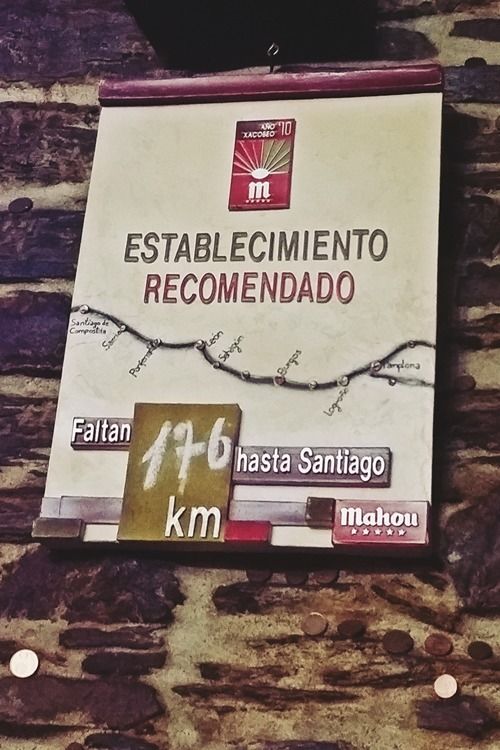 AÑO '10
XACOBEO
m
ESTABLECIMIENTO
RECOMENDADO
Santiago de
Compostela
Sarria
Ponferrada
León
Sahagún
Burgos
Logroño
Pamplona
Faltan 176 hasta Santiago
km
Mahou